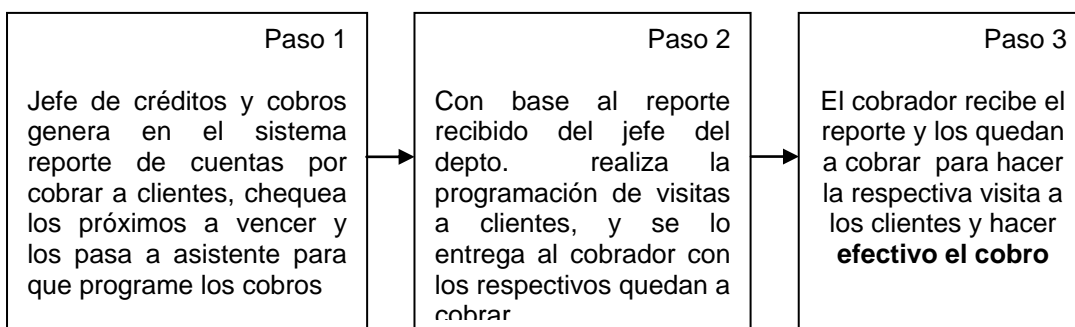 Paso 1
Jefe de créditos y cobros
genera en el sistema
reporte de cuentas por
cobrar a clientes, chequea
los próximos a vencer y
los pasa a asistente para
que programe los cobros
Paso 2
Con base al reporte
recibido del jefe del
depto. realiza la
programación de visitas
a clientes, y se lo
entrega al cobrador con
los respectivos quedan a
cobrar
Paso 3
El cobrador recibe el
reporte y los quedan
a cobrar para hacer
la respectiva visita a
los clientes y hacer
efectivo el cobro